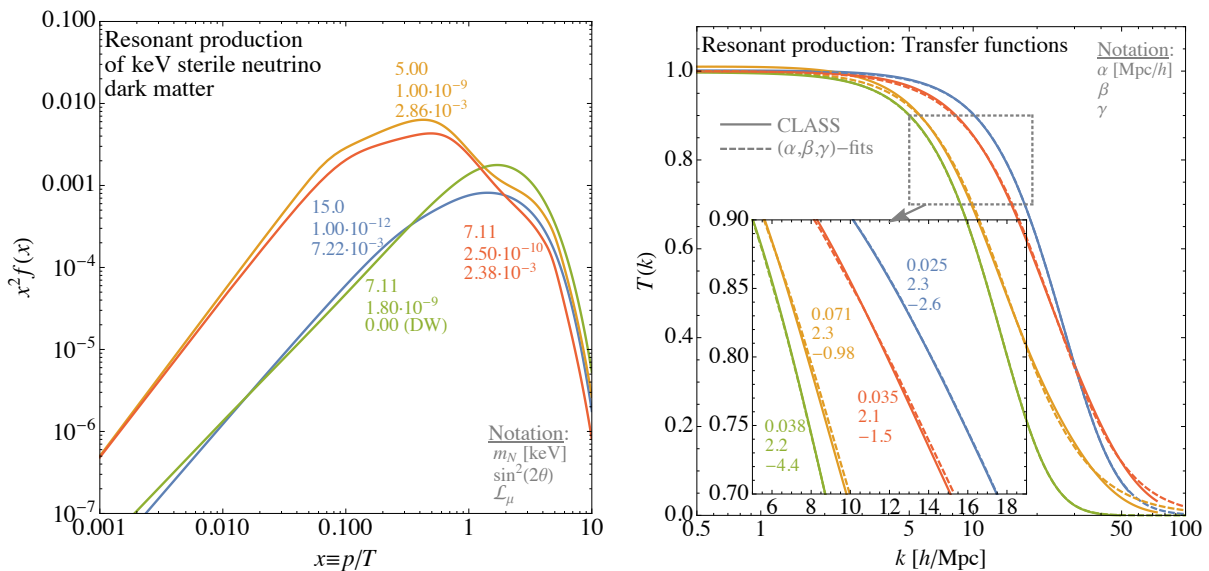 Resonant production
of keV sterile neutrino
dark matter
5.00
1.00·10⁻⁹
2.86·10⁻³
15.0
1.00·10⁻¹²
7.22·10⁻³
7.11
2.50·10⁻¹⁰
2.38·10⁻³
7.11
1.80·10⁻⁹
0.00 (DW)
Notation:
m_N [keV]
sin²(2θ)
ℒ_μ
0.100
0.010
0.001
10⁻⁴
10⁻⁵
10⁻⁶
10⁻⁷
x²f(x)
0.001 0.010 0.100 1 10
x≡p/T
Resonant production: Transfer functions
Notation:
α [Mpc/h]
β
γ
CLASS
(α,β,γ)−fits
1.0
0.8
0.6
0.4
0.2
0.0
T(k)
0.90
0.85
0.80
0.75
0.70
0.025
2.3
−2.6
0.071
2.3
−0.98
0.035
2.1
−1.5
0.038
2.2
−4.4
6 8 10 12 14 16 18
0.5 1 5 10 50 100
k [h/Mpc]